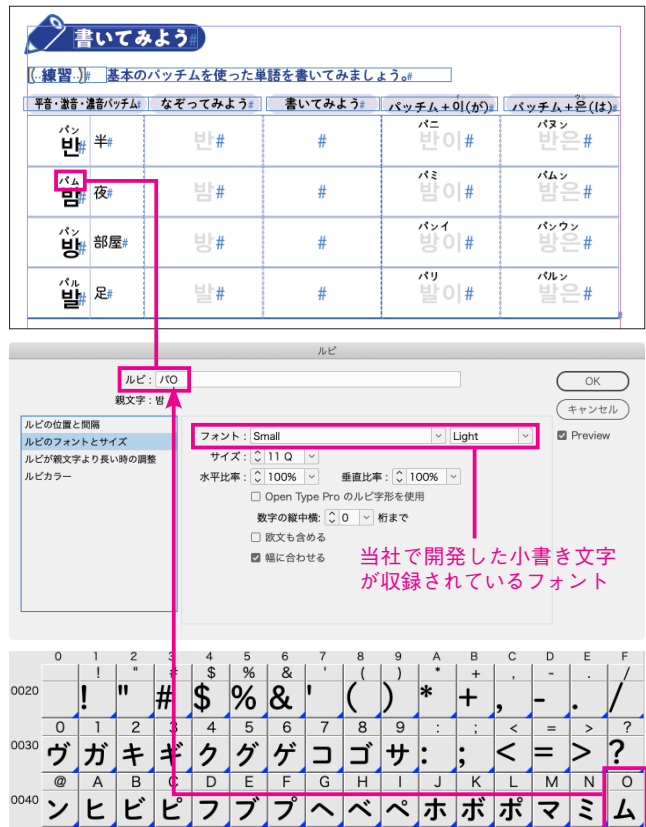 書いてみよう#
(‥練習‥)# 基本のパッチムを使った単語を書いてみましょう。#
平音・激音・濃音パッチム# なぞってみよう# 書いてみよう# パッチム+이(が)# パッチム+은(は)#
パン パニ パヌン
반# 半# 반# # 반이# 반은#
パム パミ パムン
밤# 夜# 밤# # 밤이# 밤은#
パン パンイ パンウン
방# 部屋# 방# # 방이# 방은#
パル パリ パルン
발# 足# 발# # 발이# 발은#
ルビ
ルビ: パO OK
親文字: 밤 キャンセル
ルビの位置と間隔
ルビのフォントとサイズ フォント: Small Light Preview
ルビが親文字より長い時の調整 サイズ: 11 Q
ルビカラー 水平比率: 100% 垂直比率: 100%
Open Type Pro のルビ字形を使用
数字の縦中横: 0 桁まで
欧文も含める
幅に合わせる
当社で開発した小書き文字
が収録されているフォント
0 1 2 3 4 5 6 7 8 9 A B C D E F
! " # $ % & ' ( ) * + , - . /
0020 ! " # $ % & ' ( ) * + , - . /
0 1 2 3 4 5 6 7 8 9 : ; < = > ?
0030 ヴ ガ キ ギ ク グ ゲ コ ゴ サ : ; < = > ?
@ A B C D E F G H I J K L M N O
0040 ン ヒ ビ ピ フ ブ プ ヘ ベ ペ ホ ボ ポ マ ミ ム